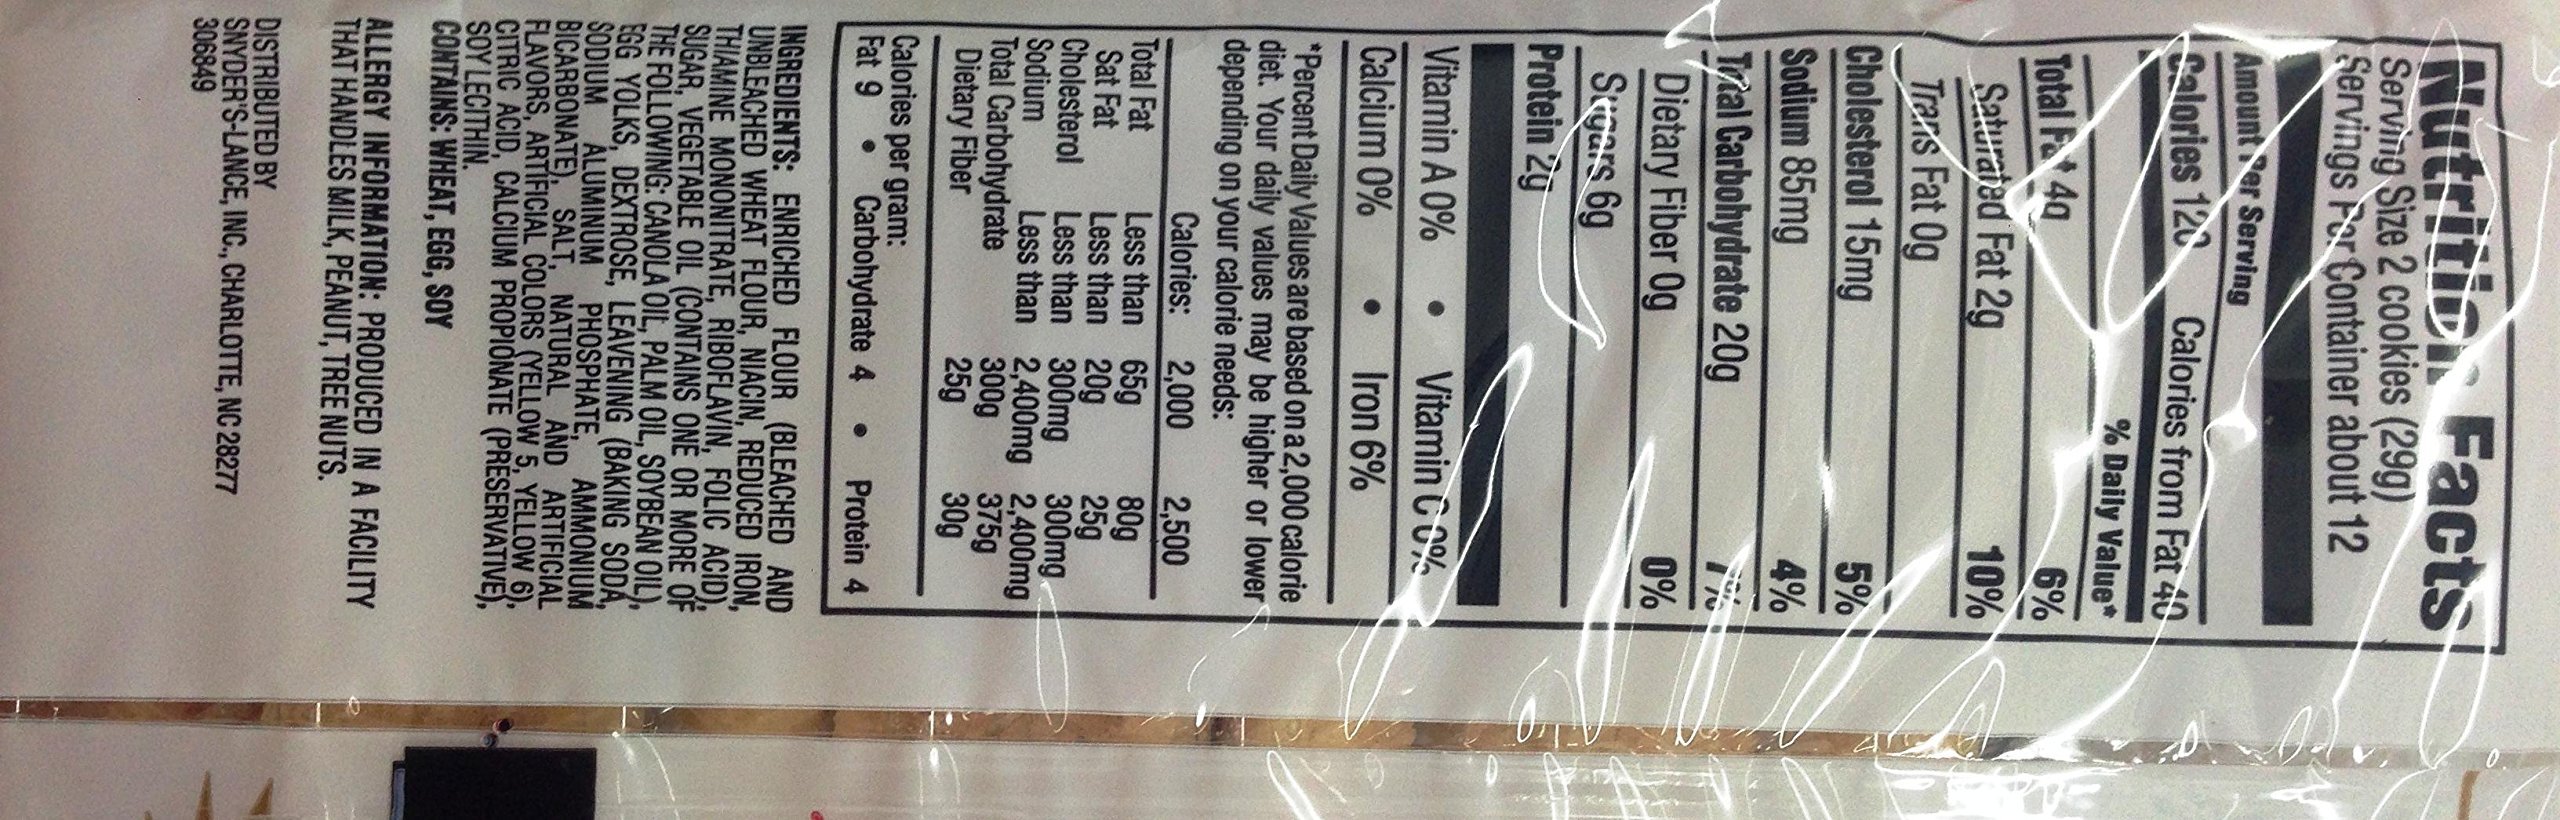 Nutrition Facts
Serving Size 2 cookies (29g)
Servings Per Container about 12
Amount Per Serving
Calories 120 Calories from Fat 40
% Daily Value*
Total Fat 4g 6%
Saturated Fat 2g 10%
Trans Fat 0g
Cholesterol 15mg 5%
Sodium 85mg 4%
Total Carbohydrate 20g 7%
Dietary Fiber 0g 0%
Sugars 6g
Protein 2g
Vitamin A 0% • Vitamin C 0%
Calcium 0% • Iron 6%
*Percent Daily Values are based on a 2,000 calorie
diet. Your daily values may be higher or lower
depending on your calorie needs:
Calories: 2,000 2,500
Total Fat Less than 65g 80g
Sat Fat Less than 20g 25g
Cholesterol Less than 300mg 300mg
Sodium Less than 2,400mg 2,400mg
Total Carbohydrate 300g 375g
Dietary Fiber 25g 30g
Calories per gram:
Fat 9 • Carbohydrate 4 • Protein 4
INGREDIENTS: ENRICHED FLOUR (BLEACHED AND
UNBLEACHED WHEAT FLOUR, NIACIN, REDUCED IRON,
THIAMINE MONONITRATE, RIBOFLAVIN, FOLIC ACID),
SUGAR, VEGETABLE OIL (CONTAINS ONE OR MORE OF
THE FOLLOWING: CANOLA OIL, PALM OIL, SOYBEAN OIL),
EGG YOLKS, DEXTROSE, LEAVENING (BAKING SODA,
SODIUM ALUMINUM PHOSPHATE, AMMONIUM
BICARBONATE), SALT, NATURAL AND ARTIFICIAL
FLAVORS, ARTIFICIAL COLORS (YELLOW 5, YELLOW 6),
CITRIC ACID, CALCIUM PROPIONATE (PRESERVATIVE),
SOY LECITHIN.
CONTAINS: WHEAT, EGG, SOY
ALLERGY INFORMATION: PRODUCED IN A FACILITY
THAT HANDLES MILK, PEANUT, TREE NUTS.
DISTRIBUTED BY
SNYDER'S-LANCE, INC., CHARLOTTE, NC 28277
306849